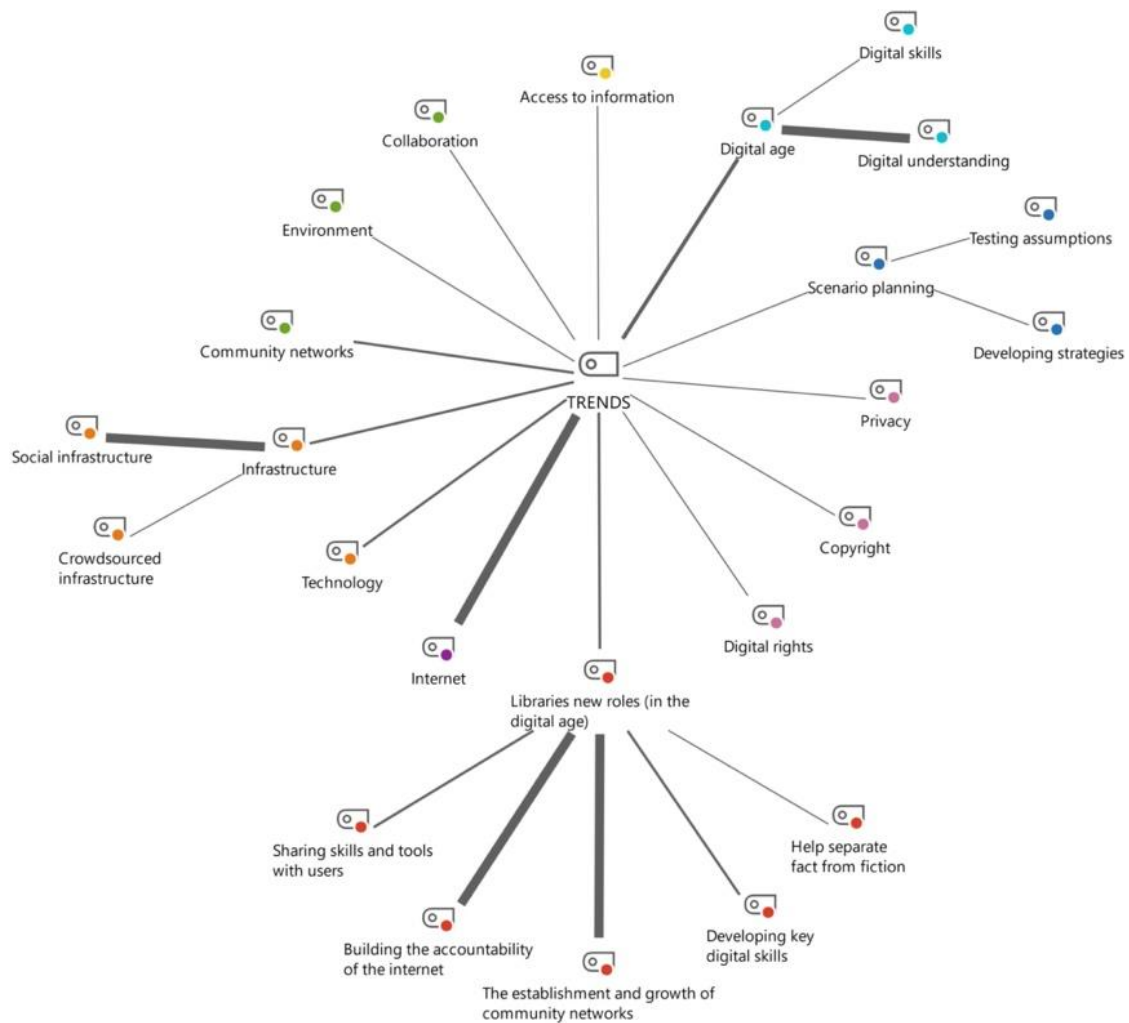 Digital skills
Access to information
Collaboration
Digital age
Digital understanding
Environment
Testing assumptions
Scenario planning
Community networks
Developing strategies
TRENDS
Privacy
Social infrastructure
Infrastructure
Crowdsourced
infrastructure
Technology
Copyright
Digital rights
Internet
Libraries new roles (in the
digital age)
Sharing skills and tools
with users
Help separate
fact from fiction
Building the accountability
of the internet
Developing key
digital skills
The establishment and growth of
community networks